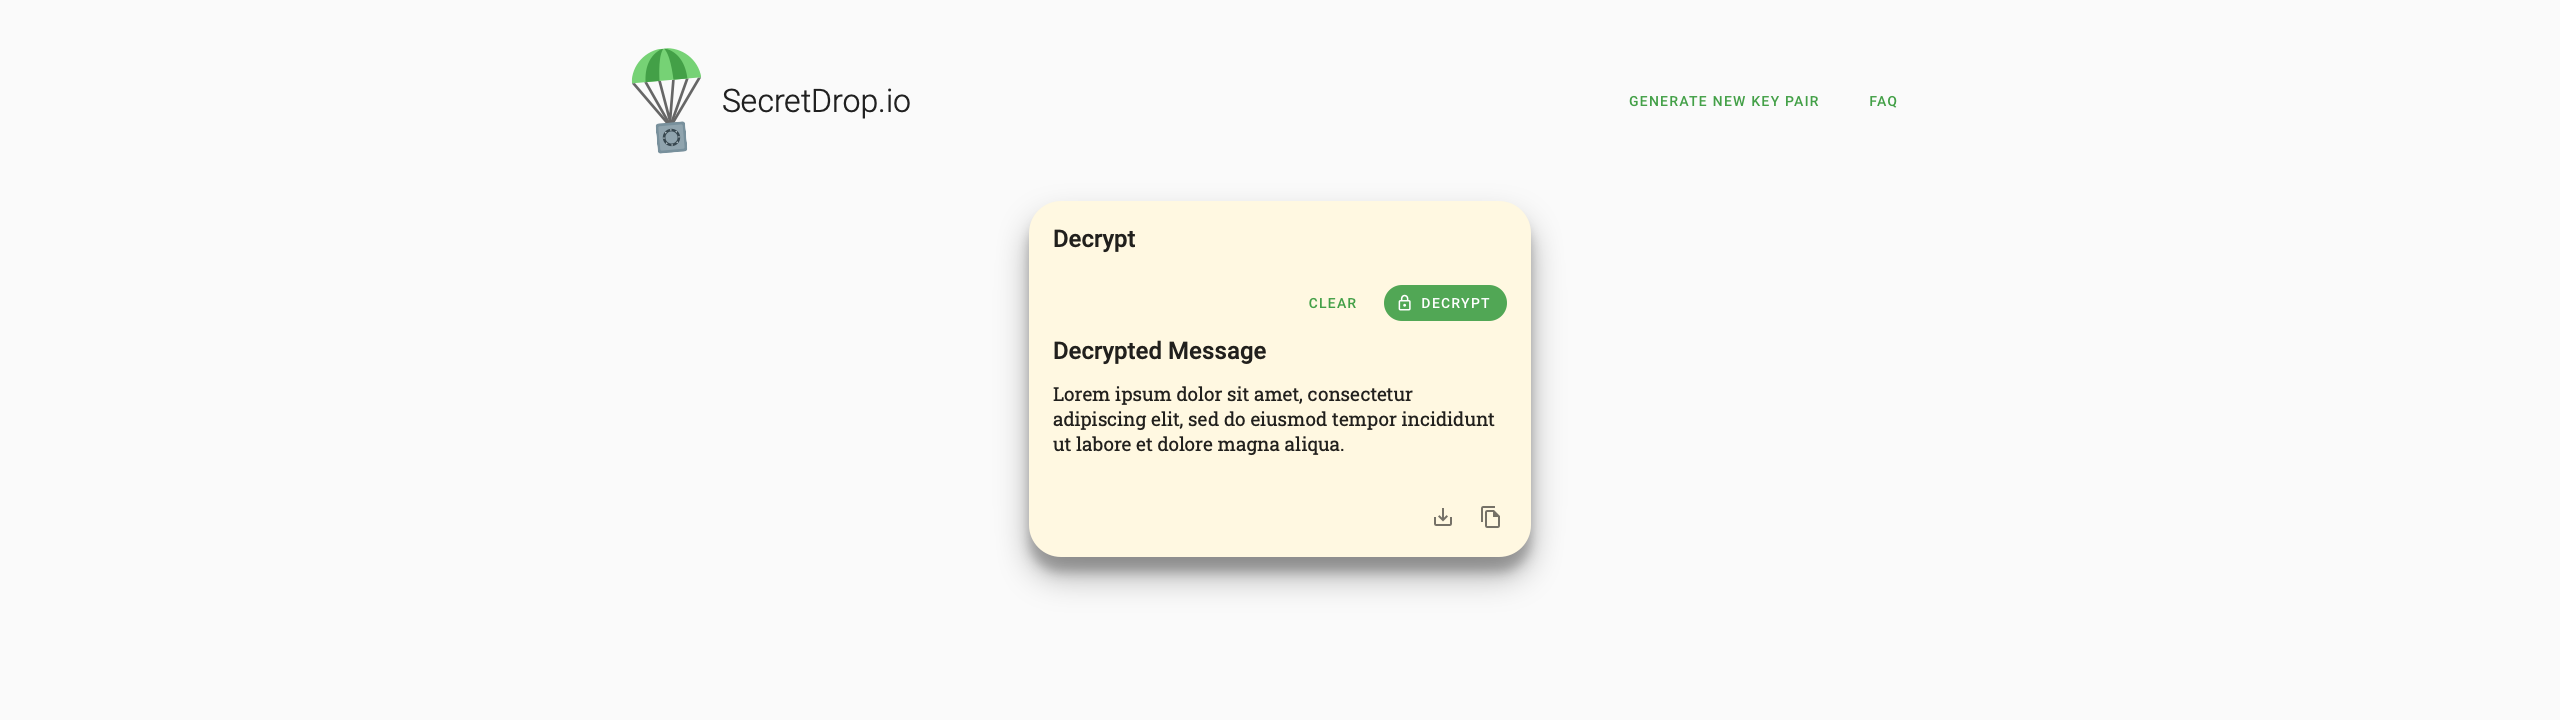 SecretDrop.io
GENERATE NEW KEY PAIR
FAQ
Decrypt
CLEAR
DECRYPT
Decrypted Message
Lorem ipsum dolor sit amet, consectetur
adipiscing elit, sed do eiusmod tempor incididunt
ut labore et dolore magna aliqua.